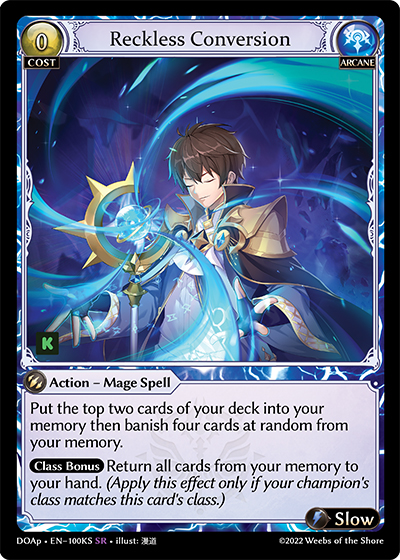 0
COST
Reckless Conversion
ARCANE
K
Action – Mage Spell
Put the top two cards of your deck into your
memory then banish four cards at random from
your memory.
Class Bonus Return all cards from your memory to
your hand. (Apply this effect only if your champion's
class matches this card's class.)
Slow
DOAp • EN-100KS SR • illust: 漫道
©2022 Weebs of the Shore